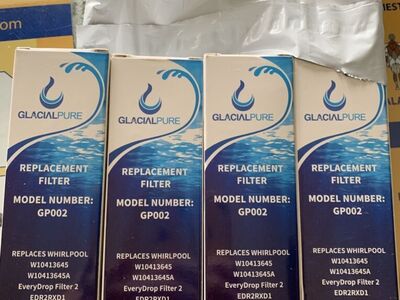 GLACIALPURE
REPLACEMENT
FILTER
MODEL NUMBER:
GP002
REPLACES WHIRLPOOL
W10413645
W10413645A
EveryDrop Filter 2
EDR2RXD1
GLACIALPURE
REPLACEMENT
FILTER
MODEL NUMBER:
GP002
REPLACES WHIRLPOOL
W10413645
W10413645A
EveryDrop Filter 2
EDR2RXD1
GLACIALPURE
REPLACEMENT
FILTER
MODEL NUMBER:
GP002
REPLACES WHIRLPOOL
W10413645
W10413645A
EveryDrop Filter 2
EDR2RXD1
GLACIALPURE
REPLACEMENT
FILTER
MODEL NUMBER:
GP002
REPLACES WHIRLPOOL
W10413645
W10413645A
EveryDrop Filter 2
EDR2RXD1